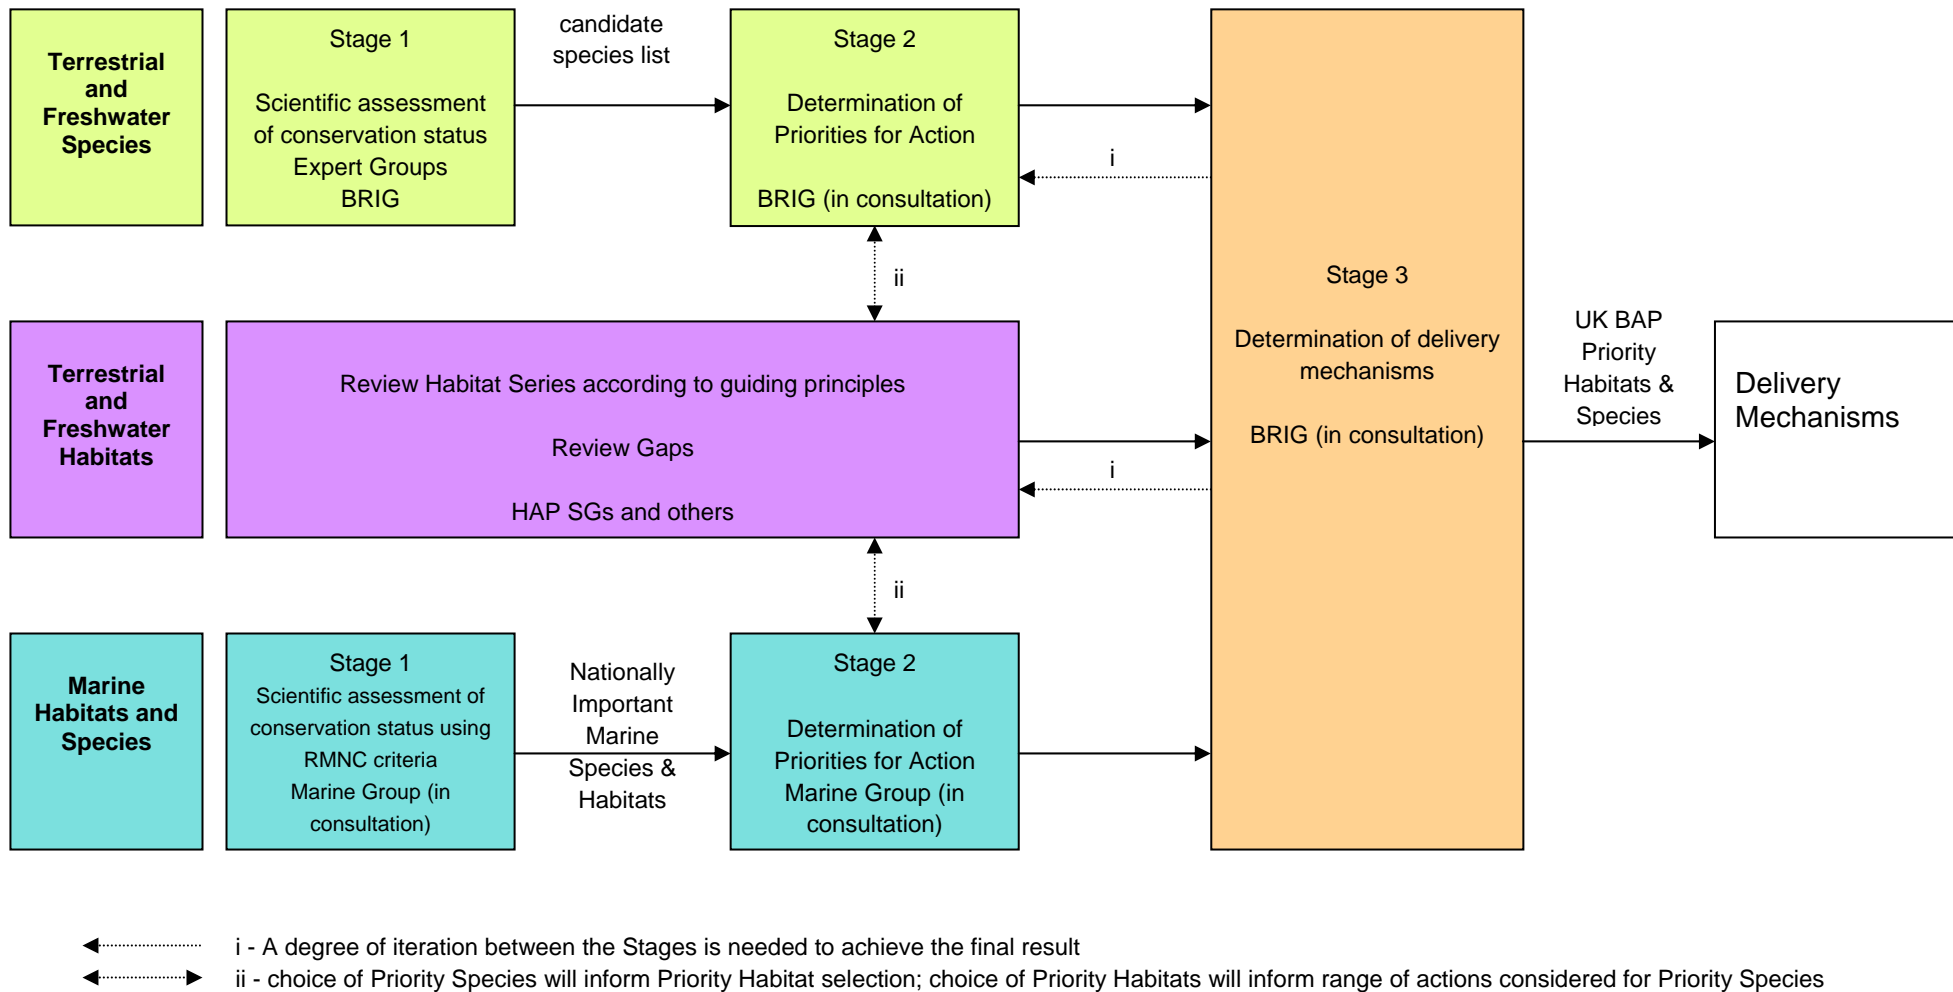 Terrestrial
and
Freshwater
Species
Stage 1
Scientific assessment
of conservation status
Expert Groups
BRIG
candidate
species list
Stage 2
Determination of
Priorities for Action
BRIG (in consultation)
i
ii
Terrestrial
and
Freshwater
Habitats
Review Habitat Series according to guiding principles
Review Gaps
HAP SGs and others
i
ii
Marine
Habitats and
Species
Stage 1
Scientific assessment of
conservation status using
RMNC criteria
Marine Group (in
consultation)
Nationally
Important
Marine
Species &
Habitats
Stage 2
Determination of
Priorities for Action
Marine Group (in
consultation)
Stage 3
Determination of delivery
mechanisms
BRIG (in consultation)
UK BAP
Priority
Habitats &
Species
Delivery
Mechanisms
i - A degree of iteration between the Stages is needed to achieve the final result
ii - choice of Priority Species will inform Priority Habitat selection; choice of Priority Habitats will inform range of actions considered for Priority Species